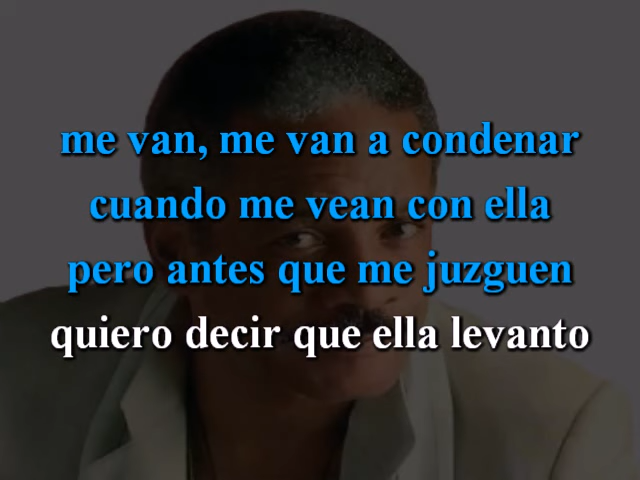 me van, me van a condenar
cuando me vean con ella
pero antes que me juzguen
quiero decir que ella levanto